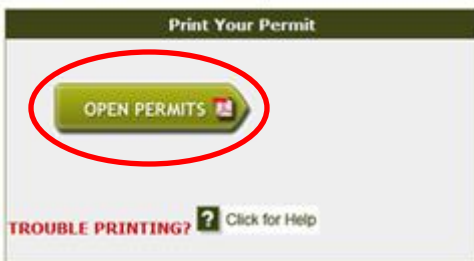 Print Your Permit
OPEN PERMITS
TROUBLE PRINTING? ? Click for Help